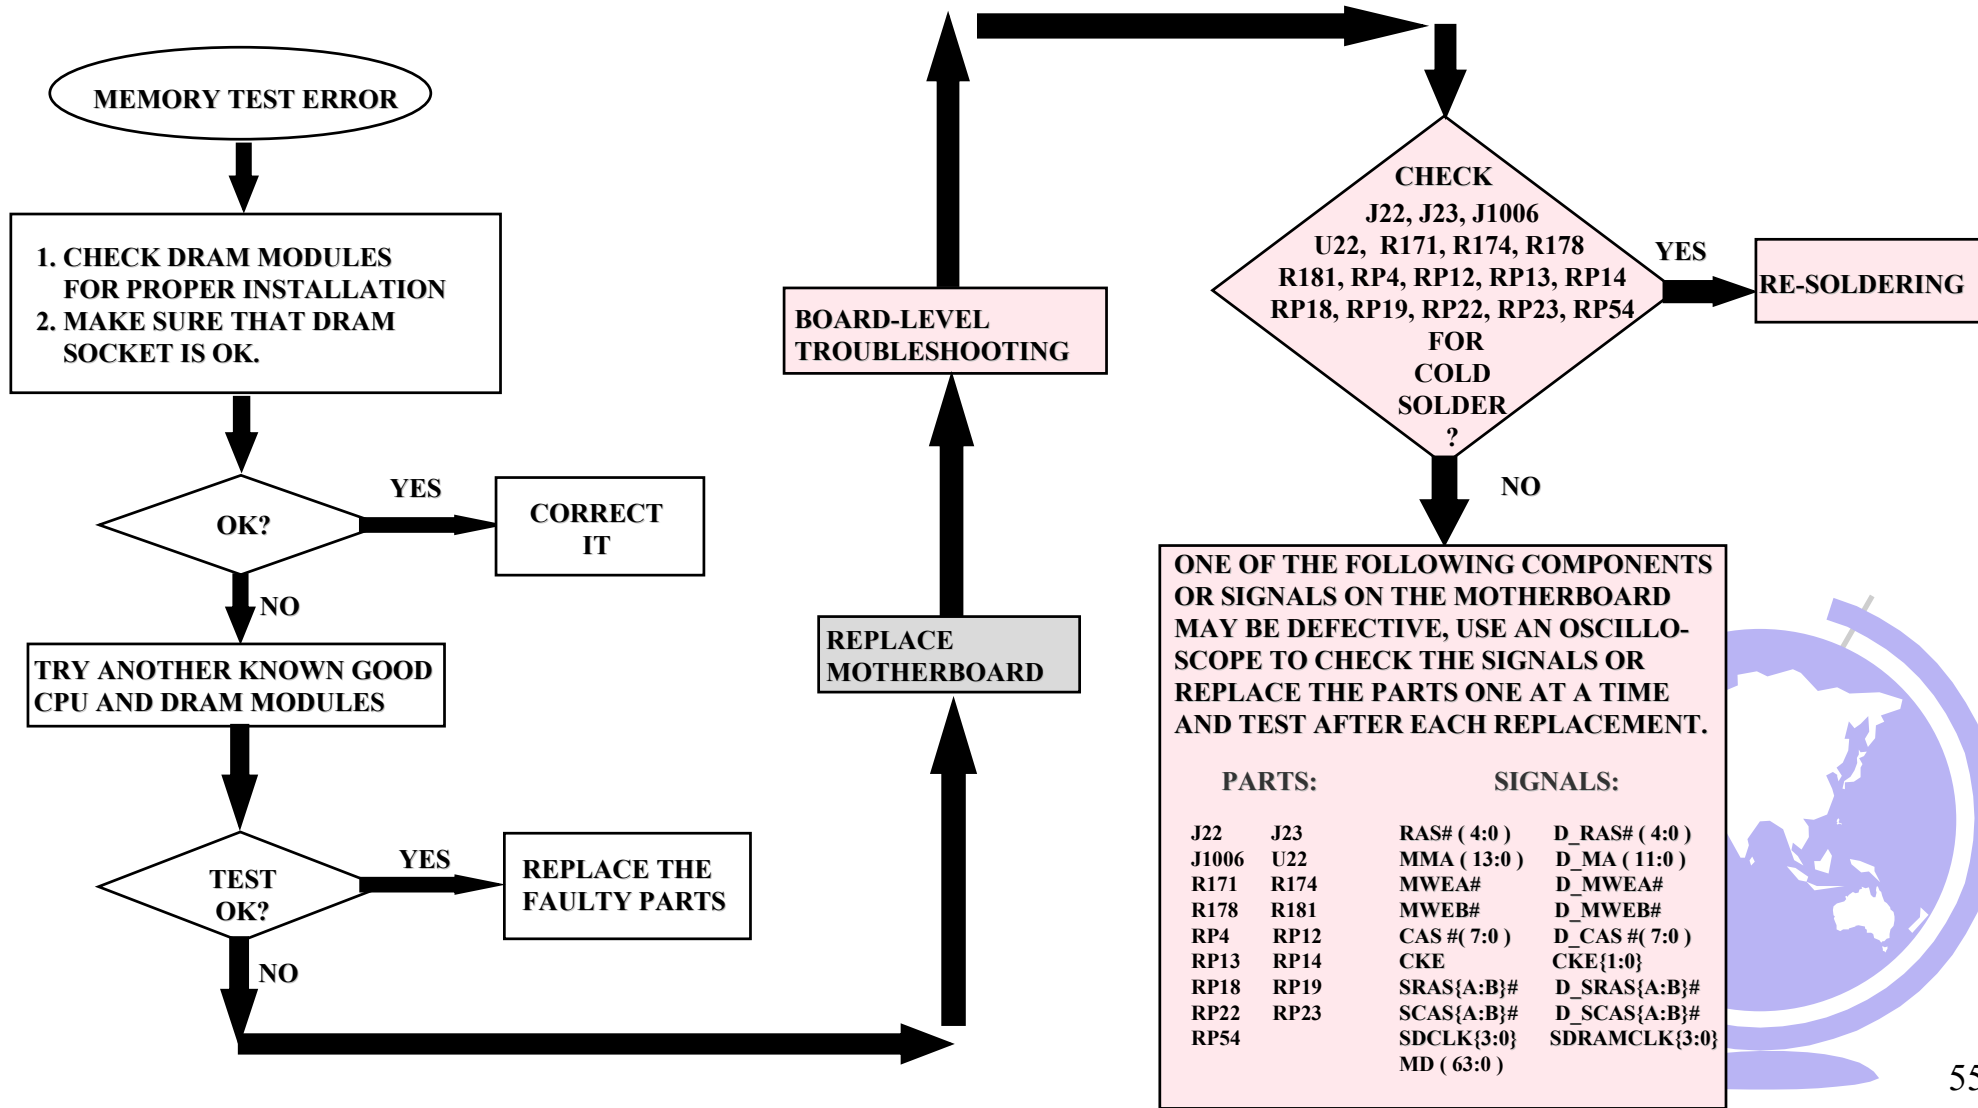 MEMORY TEST ERROR
1. CHECK DRAM MODULES
FOR PROPER INSTALLATION
2. MAKE SURE THAT DRAM
SOCKET IS OK.
OK?
YES
CORRECT
IT
NO
TRY ANOTHER KNOWN GOOD
CPU AND DRAM MODULES
TEST
OK?
YES
REPLACE THE
FAULTY PARTS
NO
REPLACE
MOTHERBOARD
BOARD-LEVEL
TROUBLESHOOTING
CHECK
J22, J23, J1006
U22, R171, R174, R178
R181, RP4, RP12, RP13, RP14
RP18, RP19, RP22, RP23, RP54
FOR
COLD
SOLDER
?
YES
RE-SOLDERING
NO
ONE OF THE FOLLOWING COMPONENTS
OR SIGNALS ON THE MOTHERBOARD
MAY BE DEFECTIVE, USE AN OSCILLO-
SCOPE TO CHECK THE SIGNALS OR
REPLACE THE PARTS ONE AT A TIME
AND TEST AFTER EACH REPLACEMENT.
PARTS: SIGNALS:
J22 J23 RAS# ( 4:0 ) D_RAS# ( 4:0 )
J1006 U22 MMA ( 13:0 ) D_MA ( 11:0 )
R171 R174 MWEA# D_MWEA#
R178 R181 MWEB# D_MWEB#
RP4 RP12 CAS #( 7:0 ) D_CAS #( 7:0 )
RP13 RP14 CKE CKE{1:0}
RP18 RP19 SRAS{A:B}# D_SRAS{A:B}#
RP22 RP23 SCAS{A:B}# D_SCAS{A:B}#
RP54 SDCLK{3:0} SDRAMCLK{3:0}
MD ( 63:0 )
55